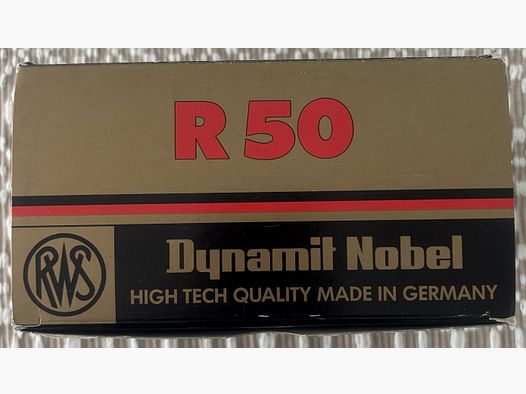 R 50
RWS
Dynamit Nobel
HIGH TECH QUALITY MADE IN GERMANY